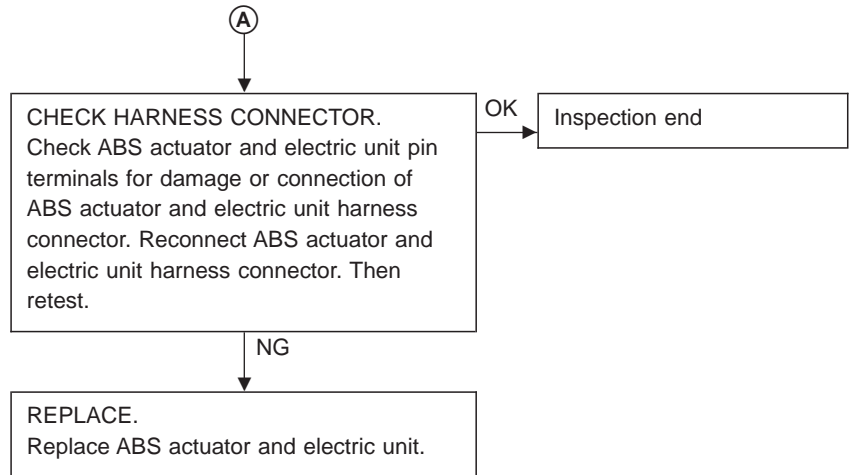 A
CHECK HARNESS CONNECTOR.
Check ABS actuator and electric unit pin
terminals for damage or connection of
ABS actuator and electric unit harness
connector. Reconnect ABS actuator and
electric unit harness connector. Then
retest.
OK
Inspection end
NG
REPLACE.
Replace ABS actuator and electric unit.